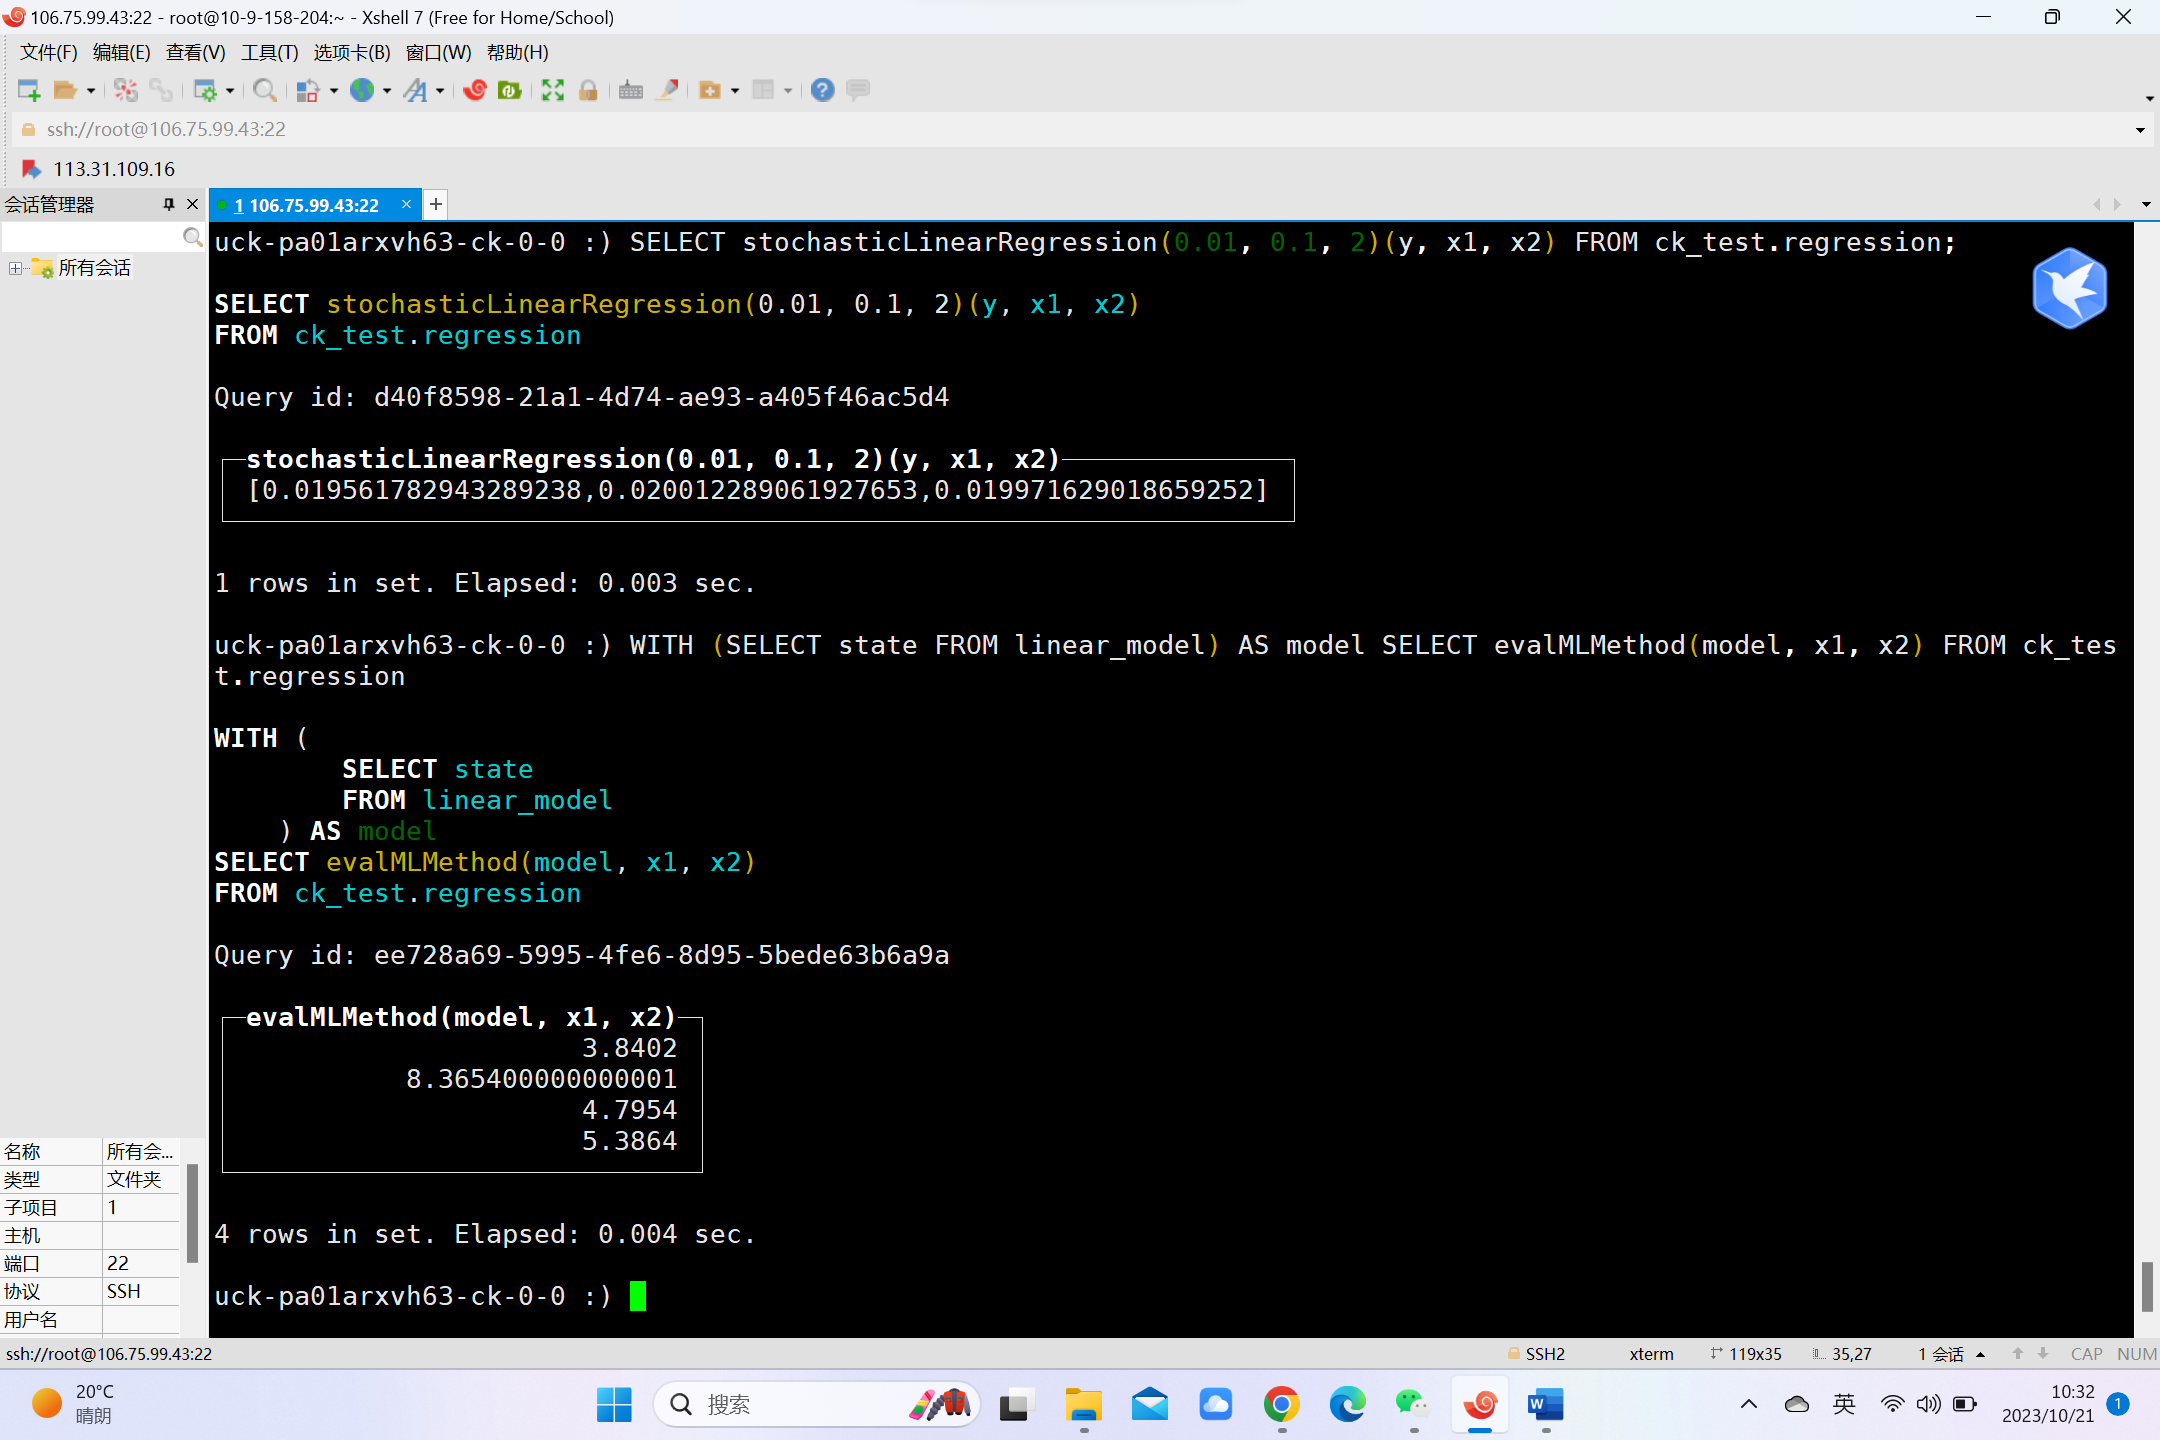 106.75.99.43:22 - root@10-9-158-204:~ - Xshell 7 (Free for Home/School)
文件(F) 编辑(E) 查看(V) 工具(T) 选项卡(B) 窗口(W) 帮助(H)
ssh://root@106.75.99.43:22
113.31.109.16
会话管理器
1 106.75.99.43:22
所有会话
uck-pa01arxvh63-ck-0-0 :) SELECT stochasticLinearRegression(0.01, 0.1, 2)(y, x1, x2) FROM ck_test.regression;
SELECT stochasticLinearRegression(0.01, 0.1, 2)(y, x1, x2)
FROM ck_test.regression
Query id: d40f8598-21a1-4d74-ae93-a405f46ac5d4
stochasticLinearRegression(0.01, 0.1, 2)(y, x1, x2)
[0.019561782943289238,0.020012289061927653,0.019971629018659252]
1 rows in set. Elapsed: 0.003 sec.
uck-pa01arxvh63-ck-0-0 :) WITH (SELECT state FROM linear_model) AS model SELECT evalMLMethod(model, x1, x2) FROM ck_tes
t.regression
WITH (
SELECT state
FROM linear_model
) AS model
SELECT evalMLMethod(model, x1, x2)
FROM ck_test.regression
Query id: ee728a69-5995-4fe6-8d95-5bede63b6a9a
evalMLMethod(model, x1, x2)
3.8402
8.365400000000001
4.7954
5.3864
4 rows in set. Elapsed: 0.004 sec.
uck-pa01arxvh63-ck-0-0 :)
名称 所有会...
类型 文件夹
子项目 1
主机
端口 22
协议 SSH
用户名
ssh://root@106.75.99.43:22 SSH2 xterm 119x35 35,27 1 会话 CAP NUM
20°C
晴朗
搜索
英
10:32
2023/10/21
1